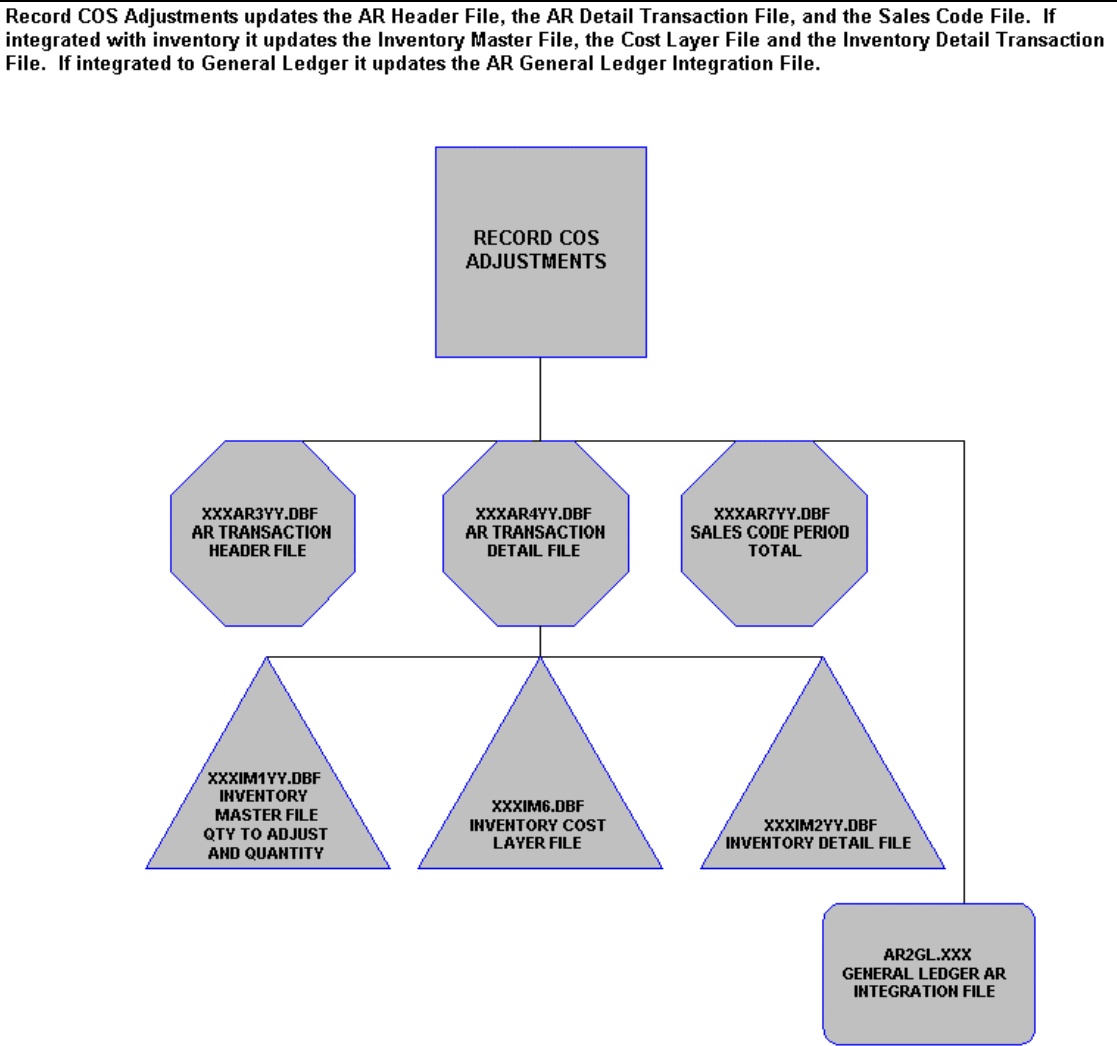 Record COS Adjustments updates the AR Header File, the AR Detail Transaction File, and the Sales Code File.  If
integrated with inventory it updates the Inventory Master File, the Cost Layer File and the Inventory Detail Transaction
File.  If integrated to General Ledger it updates the AR General Ledger Integration File.
RECORD COS
ADJUSTMENTS
XXXAR3YY.DBF
AR TRANSACTION
HEADER FILE
XXXAR4YY.DBF
AR TRANSACTION
DETAIL FILE
XXXAR7YY.DBF
SALES CODE PERIOD
TOTAL
XXXIM1YY.DBF
INVENTORY
MASTER FILE
QTY TO ADJUST
AND QUANTITY
XXXIM6.DBF
INVENTORY COST
LAYER FILE
XXXIM2YY.DBF
INVENTORY DETAIL FILE
AR2GL.XXX
GENERAL LEDGER AR
INTEGRATION FILE